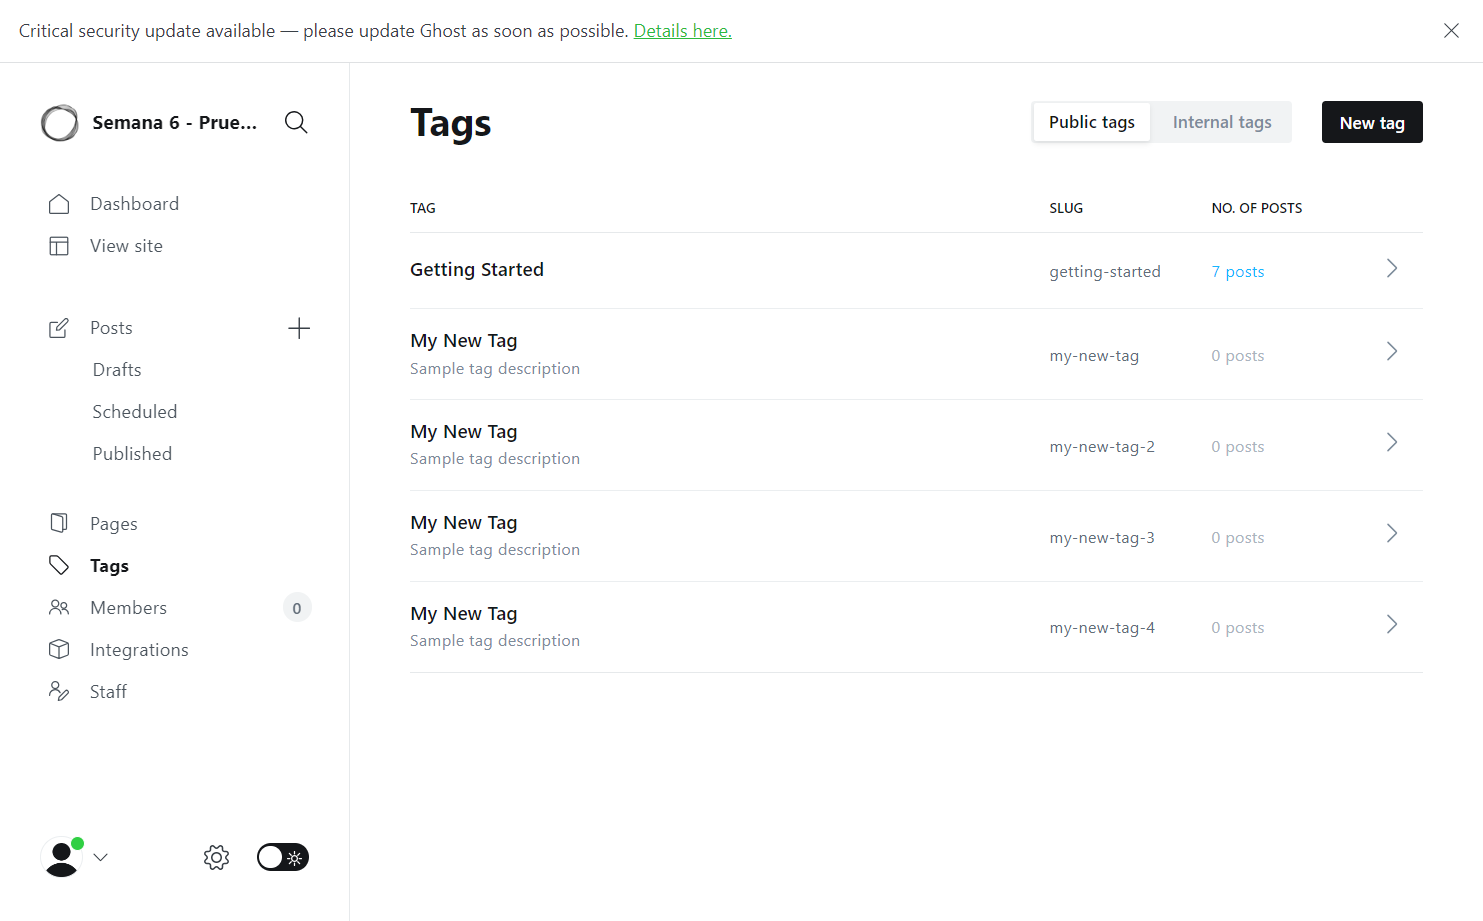 Critical security update available — please update Ghost as soon as possible. Details here.
Semana 6 - Prue...
Dashboard
View site
Posts
Drafts
Scheduled
Published
Pages
Tags
Members 0
Integrations
Staff
Tags
Public tags Internal tags New tag
TAG SLUG NO. OF POSTS
Getting Started getting-started 7 posts
My New Tag
Sample tag description my-new-tag 0 posts
My New Tag
Sample tag description my-new-tag-2 0 posts
My New Tag
Sample tag description my-new-tag-3 0 posts
My New Tag
Sample tag description my-new-tag-4 0 posts